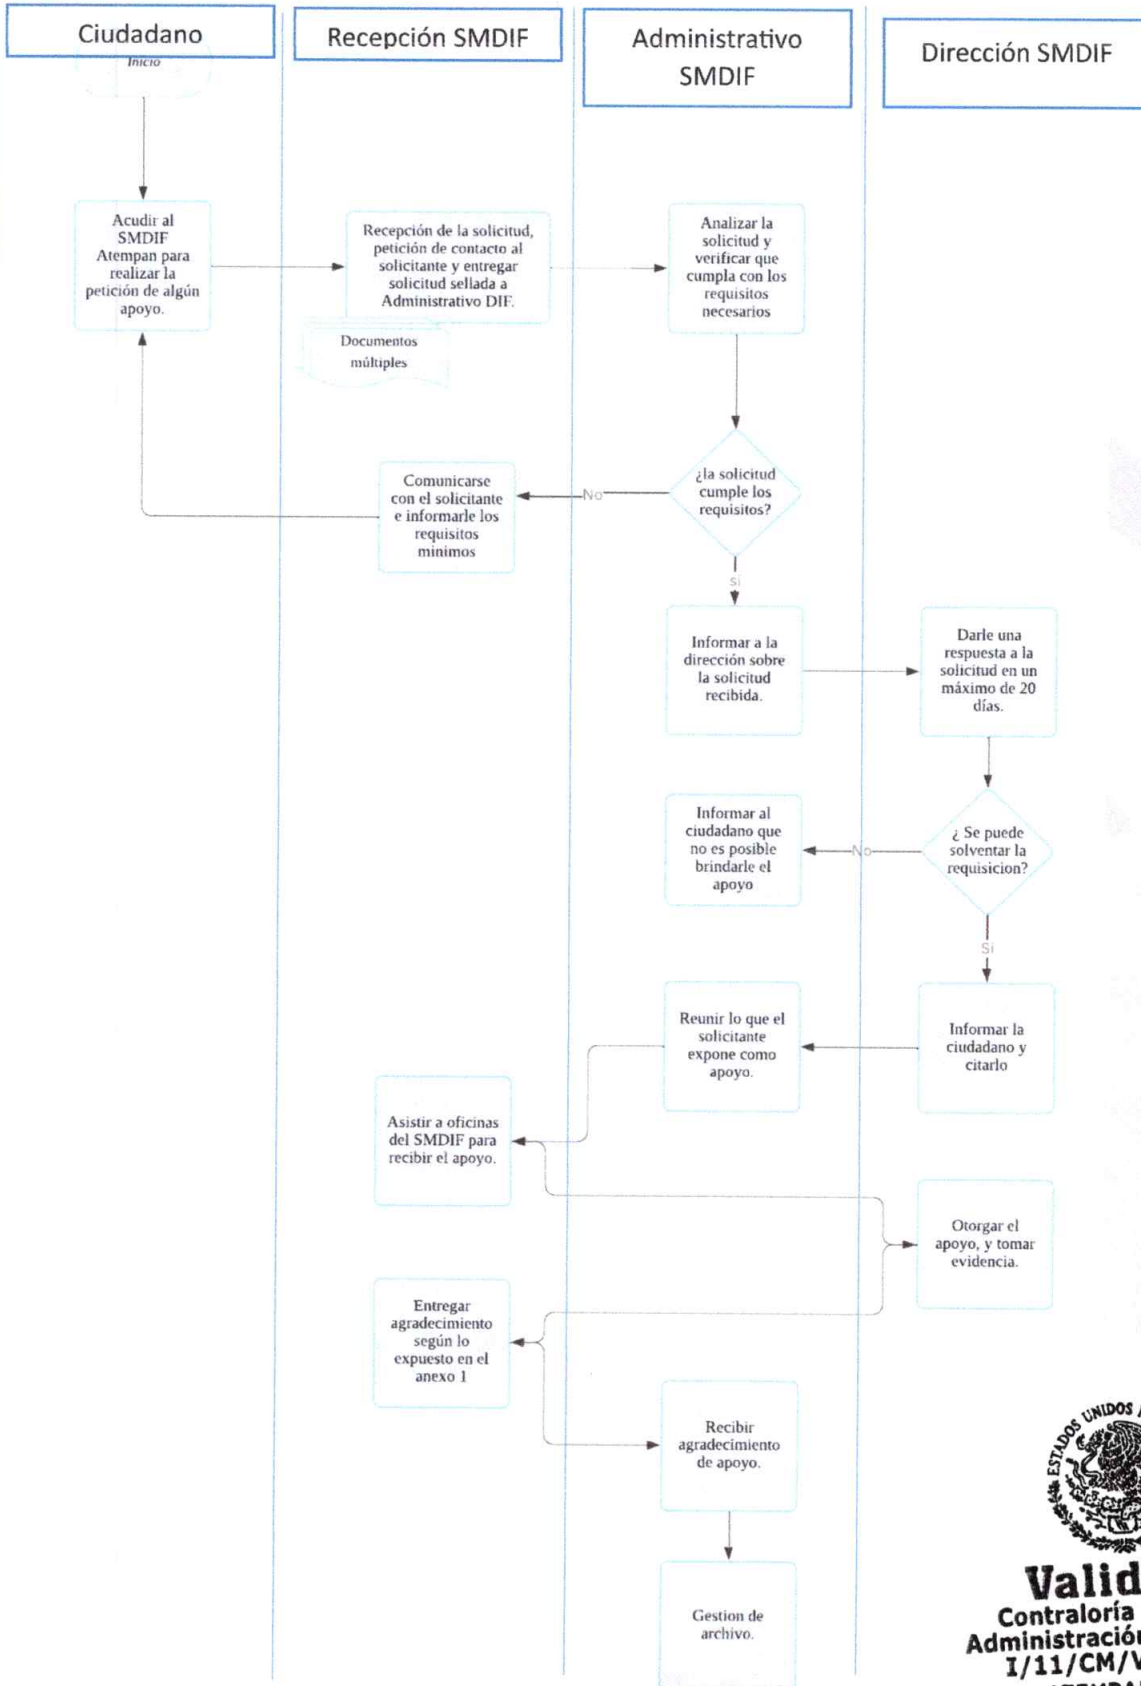 Ciudadano
Recepción SMDIF
Administrativo
SMDIF
Dirección SMDIF
Inicio
Acudir al
SMDIF
Atempan para
realizar la
petición de algún
apoyo.
Recepción de la solicitud,
petición de contacto al
solicitante y entregar
solicitud sellada a
Administrativo DIF.
Documentos
múltiples
Analizar la
solicitud y
verificar que
cumpla con los
requisitos
necesarios
¿la solicitud
cumple los
requisitos?
No
Comunicarse
con el solicitante
e informarle los
requisitos
minimos
si
Informar a la
dirección sobre
la solicitud
recibida.
Darle una
respuesta a la
solicitud en un
máximo de 20
días.
¿ Se puede
solventar la
requisicion?
No
Informar al
ciudadano que
no es posible
brindarle el
apoyo
Si
Informar la
ciudadano y
citarlo
Reunir lo que el
solicitante
expone como
apoyo.
Asistir a oficinas
del SMDIF para
recibir el apoyo.
Otorgar el
apoyo, y tomar
evidencia.
Entregar
agradecimiento
según lo
expuesto en el
anexo 1
Recibir
agradecimiento
de apoyo.
Gestion de
archivo.
ESTADOS UNIDOS
Valid
Contraloría
Administración
I/11/CM/V